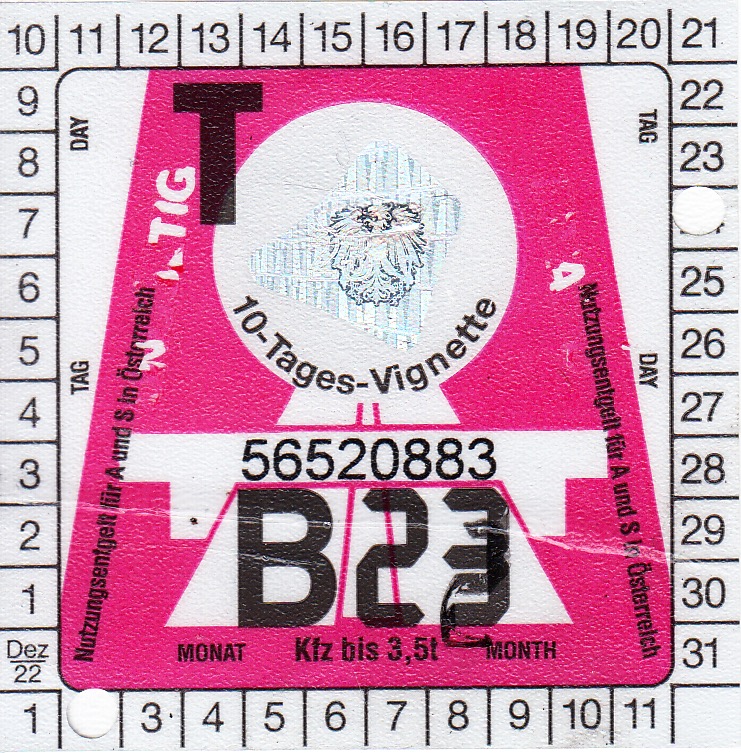 10 11 12 13 14 15 16 17 18 19 20 21
9
8
7
6
5
4
3
2
1
Dez
22
22
23
25
26
27
28
29
30
31
1 3 4 5 6 7 8 9 10 11
T
DAY
TAG
TAG
DAY
TIG
N
A
10-Tages-Vignette
Nutzungsentgelt für A und S in Österreich
Nutzungsentgelt für A und S in Österreich
56520883
B23
MONAT Kfz bis 3,5t MONTH